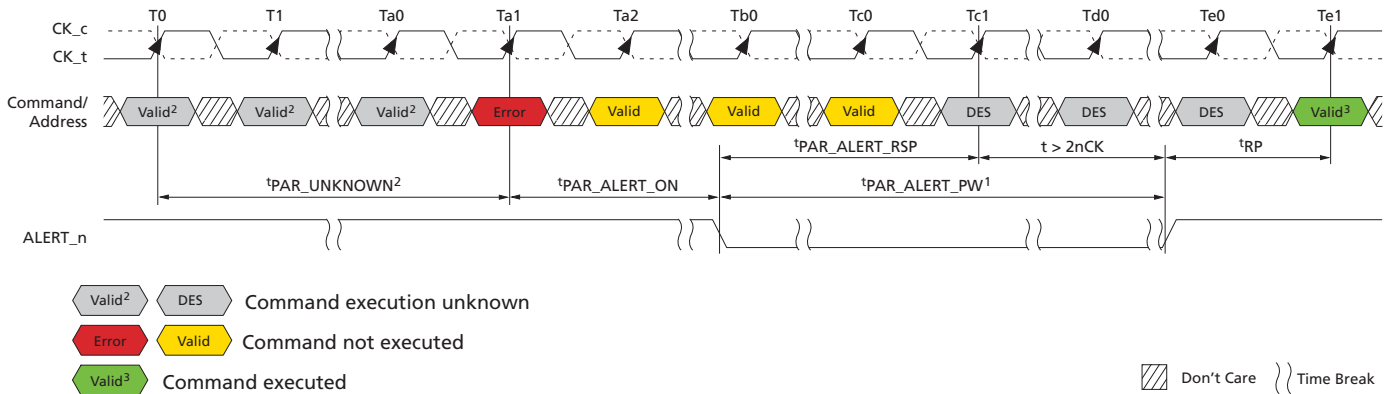 T0 T1 Ta0 Ta1 Ta2 Tb0 Tc0 Tc1 Td0 Te0 Te1
CK_c
CK_t
Command/
Address
Valid² Valid² Valid² Error Valid Valid Valid DES DES DES Valid³
tPAR_ALERT_RSP t > 2nCK tRP
tPAR_UNKNOWN² tPAR_ALERT_ON tPAR_ALERT_PW¹
ALERT_n
Valid² DES Command execution unknown
Error Valid Command not executed
Valid³ Command executed
Don't Care Time Break